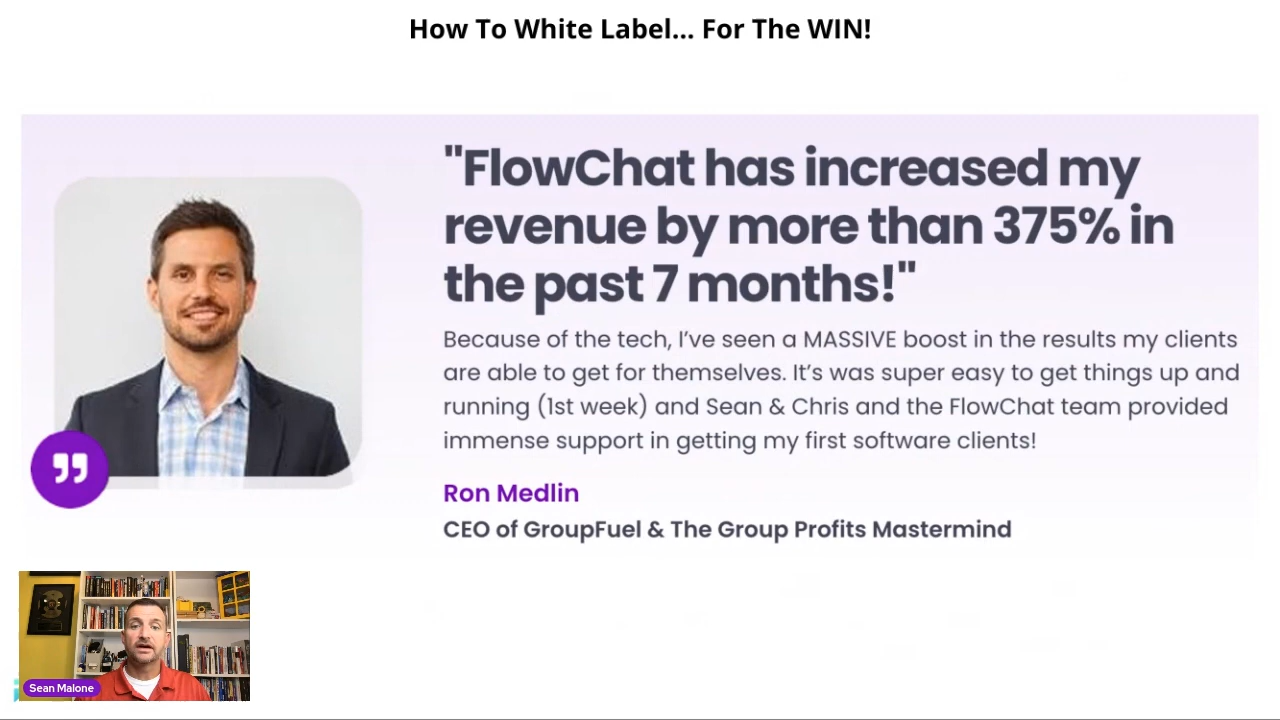 How To White Label... For The WIN!
"FlowChat has increased my
revenue by more than 375% in
the past 7 months!"
Because of the tech, I've seen a MASSIVE boost in the results my clients
are able to get for themselves. It's was super easy to get things up and
running (1st week) and Sean & Chris and the FlowChat team provided
immense support in getting my first software clients!
Ron Medlin
CEO of GroupFuel & The Group Profits Mastermind
Sean Malone